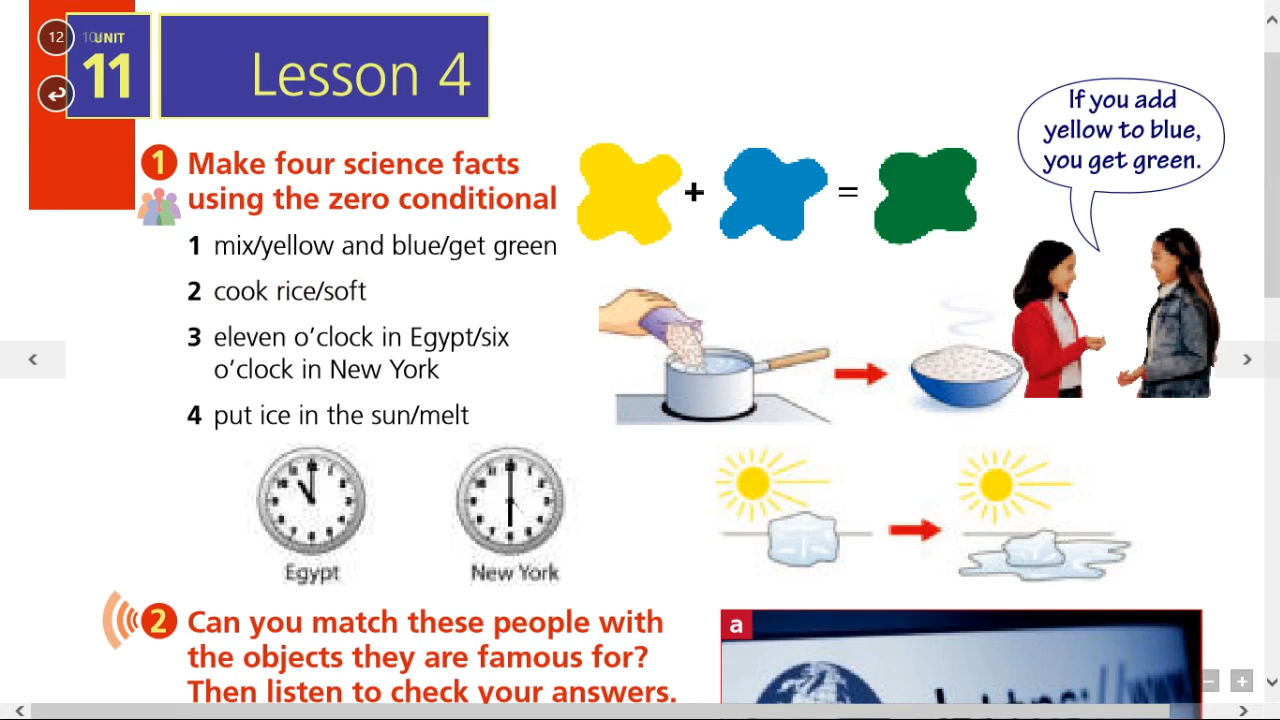 12
UNIT
11
Lesson 4
If you add
yellow to blue,
you get green.
1 Make four science facts
using the zero conditional
+ =
1 mix/yellow and blue/get green
2 cook rice/soft
3 eleven o'clock in Egypt/six
o'clock in New York
4 put ice in the sun/melt
Egypt
New York
2 Can you match these people with
the objects they are famous for?
Then listen to check your answers.
a